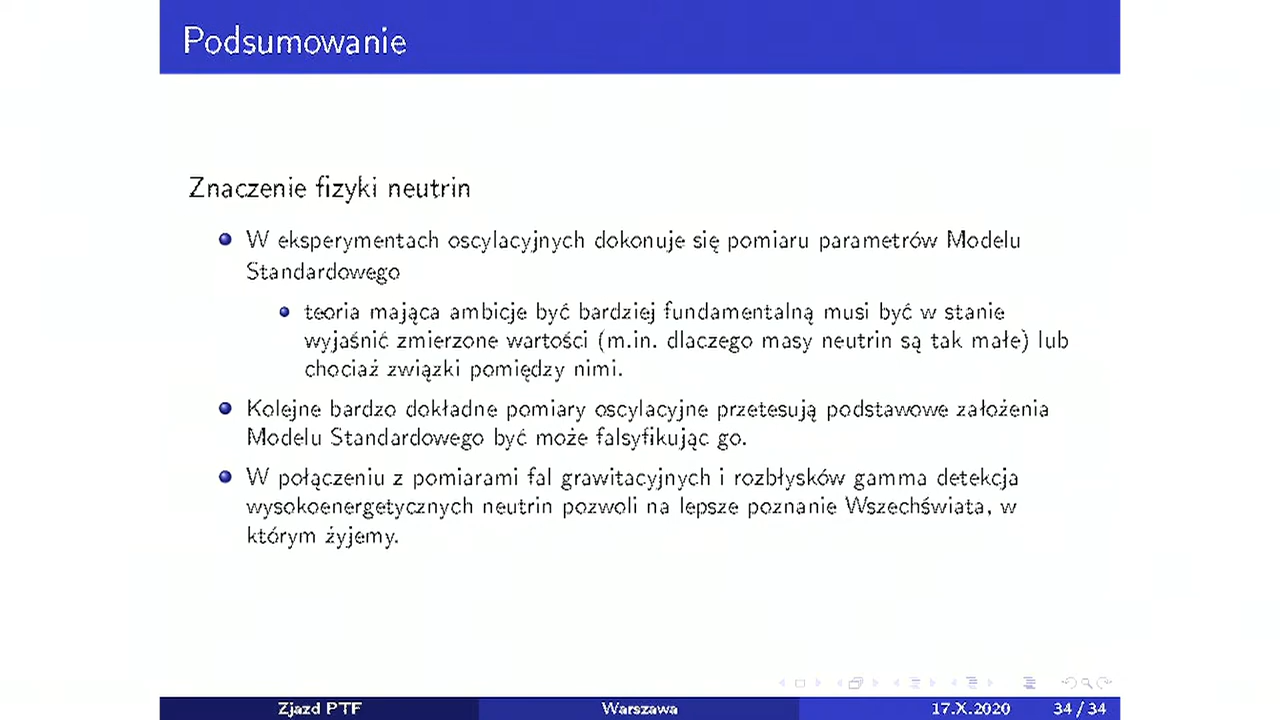 Podsumowanie
Znaczenie fizyki neutrin
W eksperymentach oscylacyjnych dokonuje się pomiaru parametrów Modelu
Standardowego
teoria mająca ambicje być bardziej fundamentalną musi być w stanie
wyjaśnić zmierzone wartości (m.in. dlaczego masy neutrin są tak małe) lub
chociaż związki pomiędzy nimi.
Kolejne bardzo dokładne pomiary oscylacyjne przetesują podstawowe założenia
Modelu Standardowego być może falsyfikując go.
W połączeniu z pomiarami fal grawitacyjnych i rozbłysków gamma detekcja
wysokoenergetycznych neutrin pozwoli na lepsze poznanie Wszechświata, w
którym żyjemy.
Zjazd PTF Warszawa 17.X.2020 34 / 34